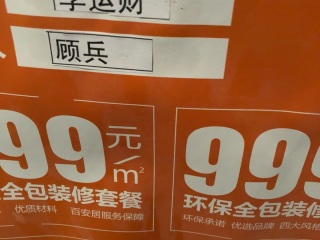 李运财
顾兵
99元/m²
全包装修套餐
优质材料 百安居服务保障
999
环保全包装修
环保承诺 优选品牌 四大风格